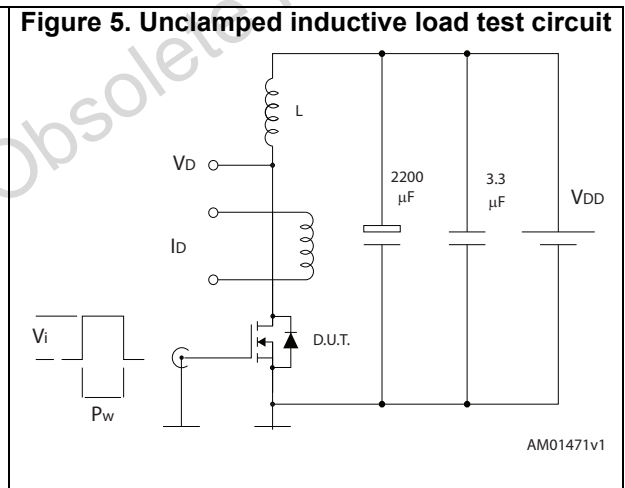 Figure 5. Unclamped inductive load test circuit
Obsolete
L
VD
2200
μF
3.3
μF
VDD
ID
Vi
D.U.T.
Pw
AM01471v1